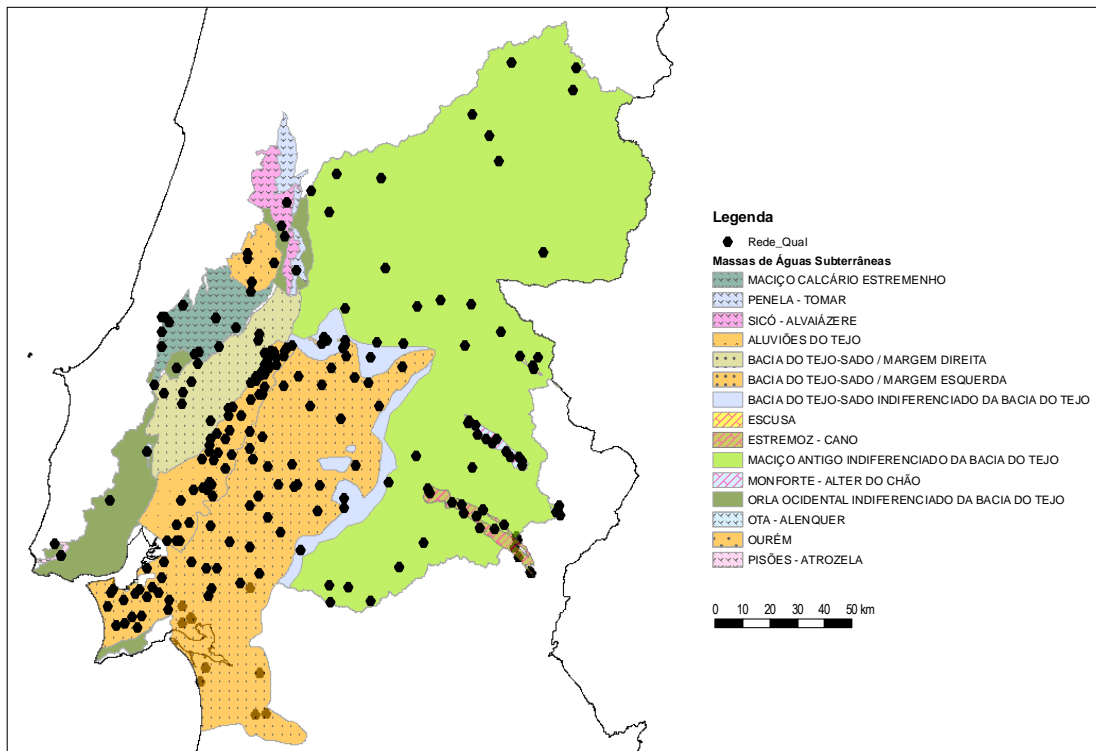 Legenda
Rede_Qual
Massas de Águas Subterrâneas
MACIÇO CALCÁRIO ESTREMENHO
PENELA - TOMAR
SICÓ - ALVAIÁZERE
ALUVIÕES DO TEJO
BACIA DO TEJO-SADO / MARGEM DIREITA
BACIA DO TEJO-SADO / MARGEM ESQUERDA
BACIA DO TEJO-SADO INDIFERENCIADO DA BACIA DO TEJO
ESCUSA
ESTREMOZ - CANO
MACIÇO ANTIGO INDIFERENCIADO DA BACIA DO TEJO
MONFORTE - ALTER DO CHÃO
ORLA OCIDENTAL INDIFERENCIADO DA BACIA DO TEJO
OTA - ALENQUER
OURÉM
PISÕES - ATROZELA
0 10 20 30 40 50 km